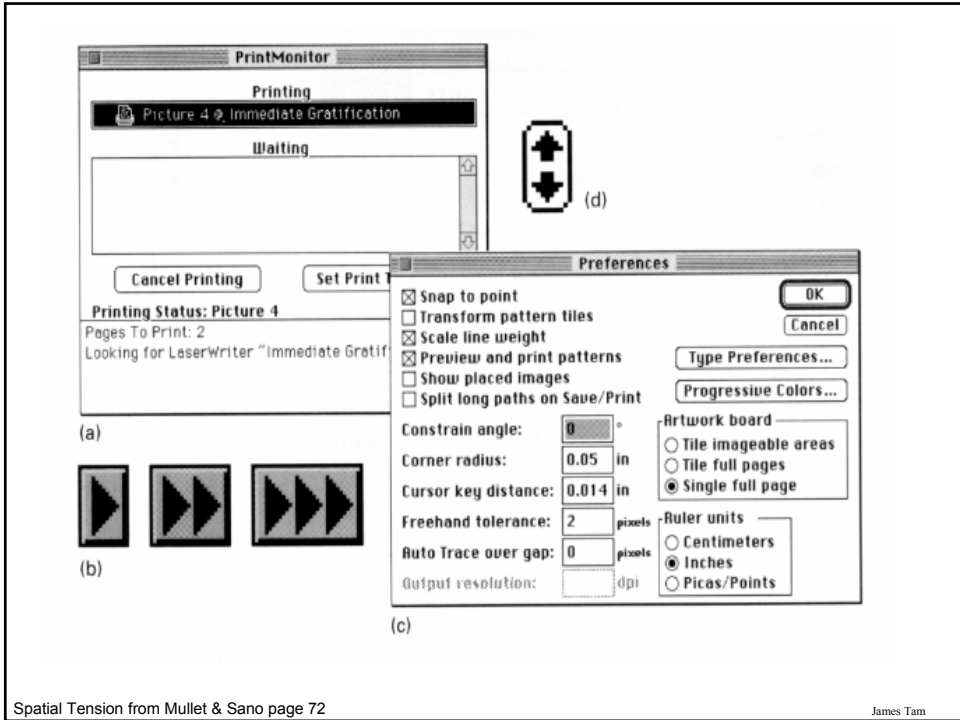 PrintMonitor
Printing
Picture 4 @ Immediate Gratification
Waiting
Cancel Printing
Set Print
Printing Status: Picture 4
Pages To Print: 2
Looking for LaserWriter "Immediate Gratif
(a)
(b)
(d)
Preferences
Snap to point
Transform pattern tiles
Scale line weight
Preview and print patterns
Show placed images
Split long paths on Save/Print
OK
Cancel
Type Preferences...
Progressive Colors...
Constrain angle: 0 °
Corner radius: 0.05 in
Cursor key distance: 0.014 in
Freehand tolerance: 2 pixels
Auto Trace over gap: 0 pixels
Output resolution: dpi
Artwork board
Tile imageable areas
Tile full pages
Single full page
Ruler units
Centimeters
Inches
Picas/Points
(c)
Spatial Tension from Mullet & Sano page 72
James Tam